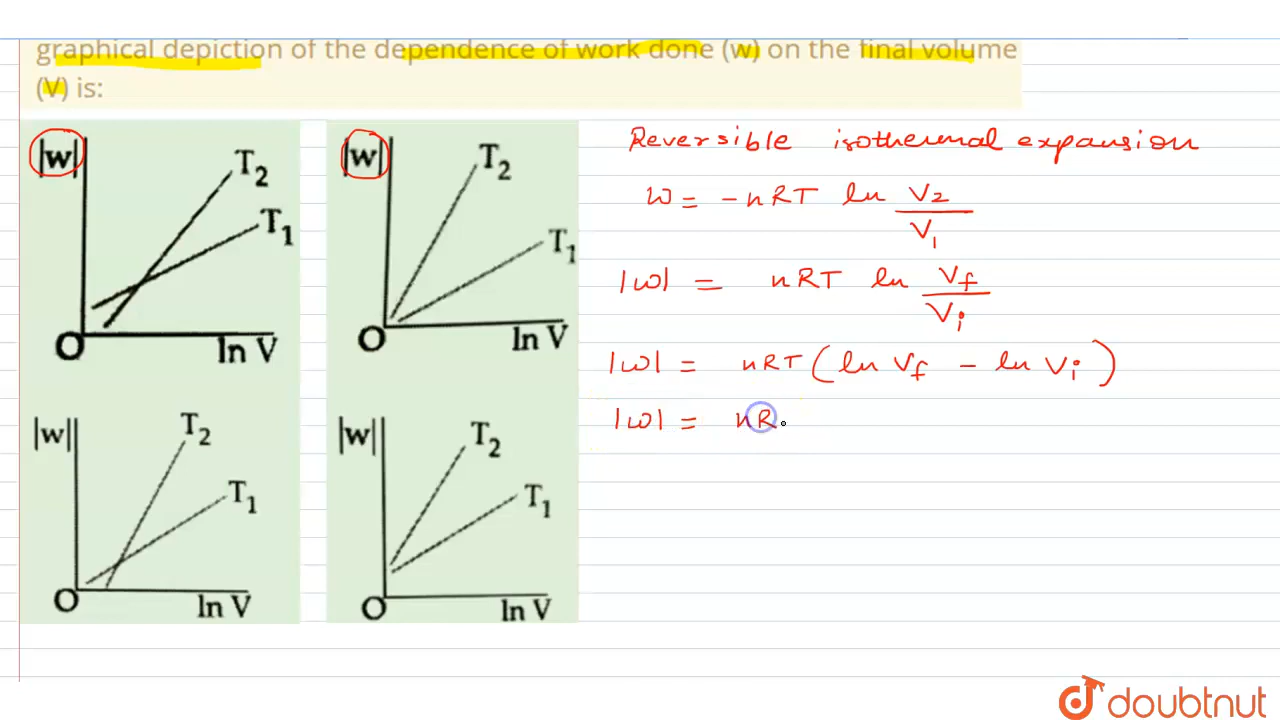 graphical depiction of the dependence of work done (w) on the final volume
(V) is:
|w| T2 T1 O ln V
|w| T2 T1 O ln V
|w| T2 T1 O ln V
|w| T2 T1 O ln V
Reversible isothermal expansion
W = -nRT ln V2/V1
|w| = nRT ln Vf/Vi
|w| = nRT (ln Vf - ln Vi)
|w| = nR
doubtnut